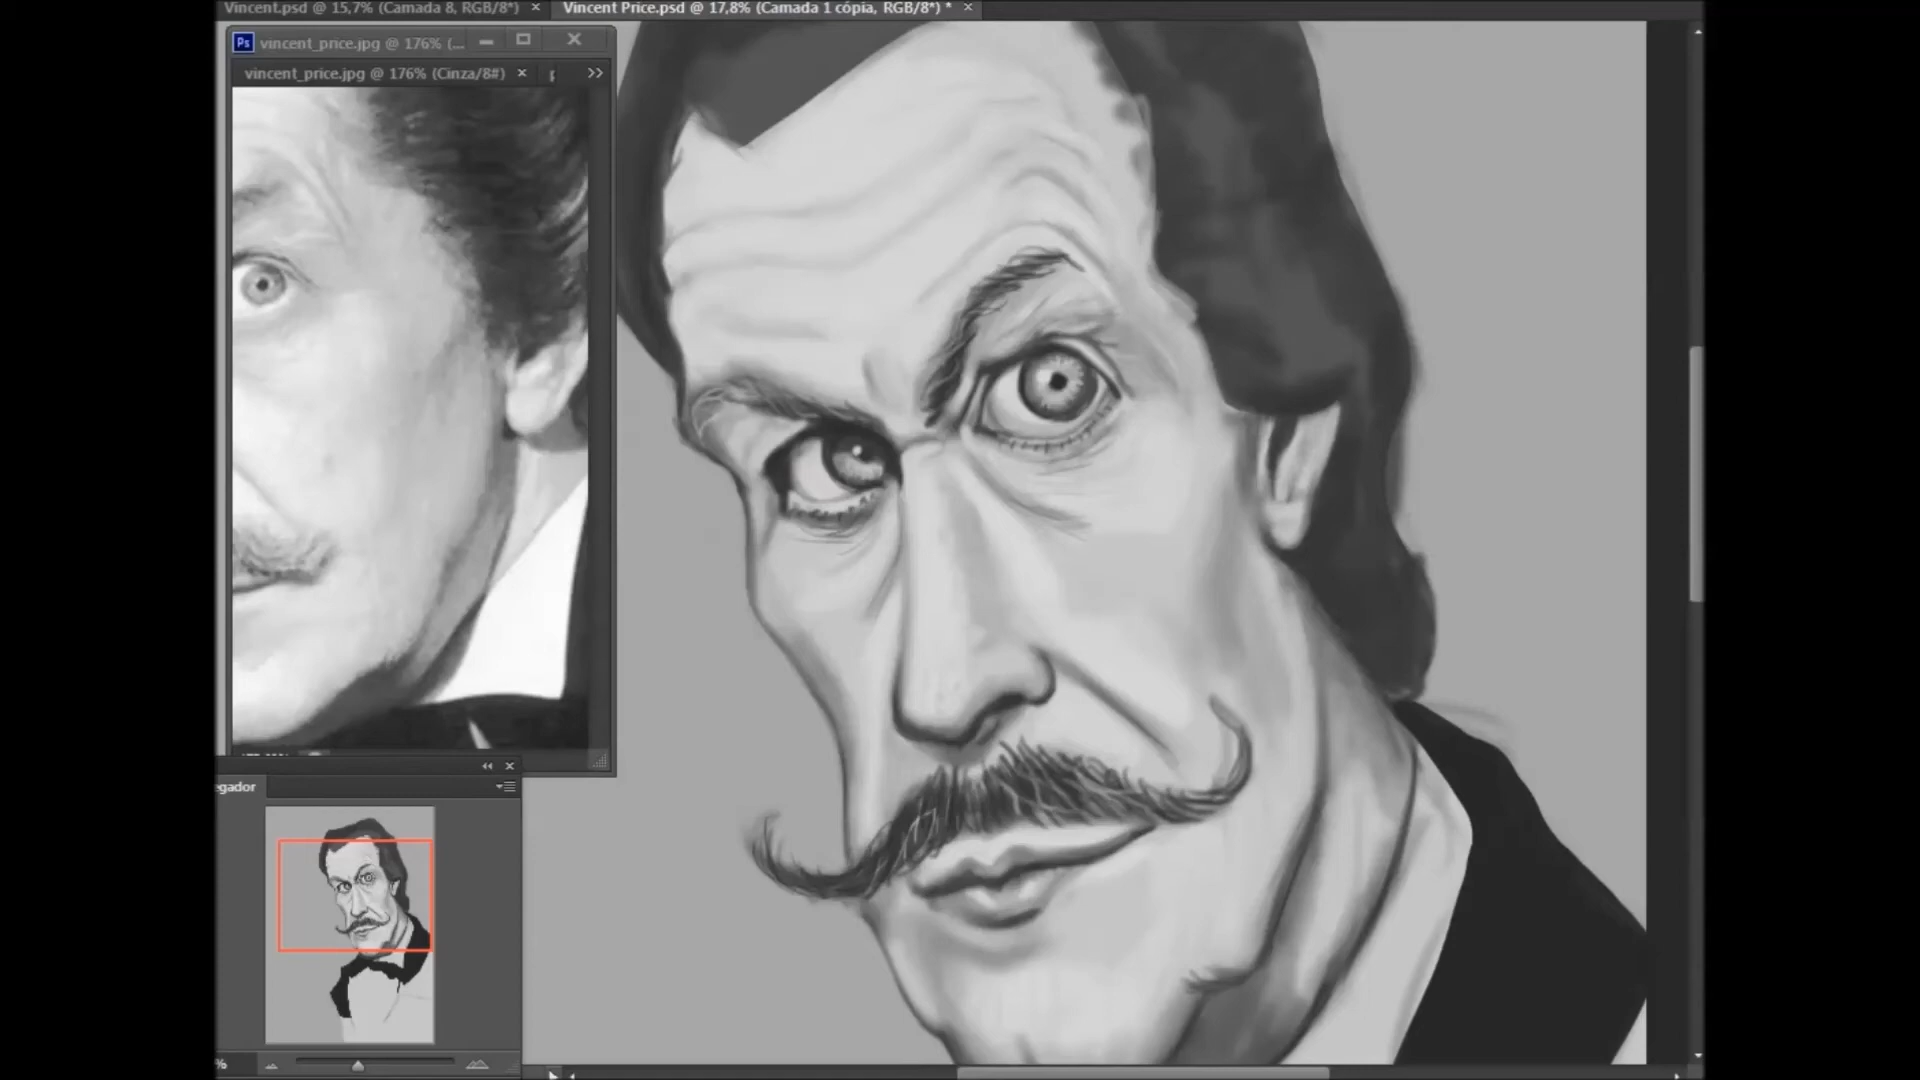 Vincent.psd @ 15,7% (Camada 8, RGB/8*) ×
Vincent Price.psd @ 17,8% (Camada 1 cópia, RGB/8*) * ×
Ps vincent_price.jpg @ 176% (...
vincent_price.jpg @ 176% (Cinza/8#) ×
egador
%